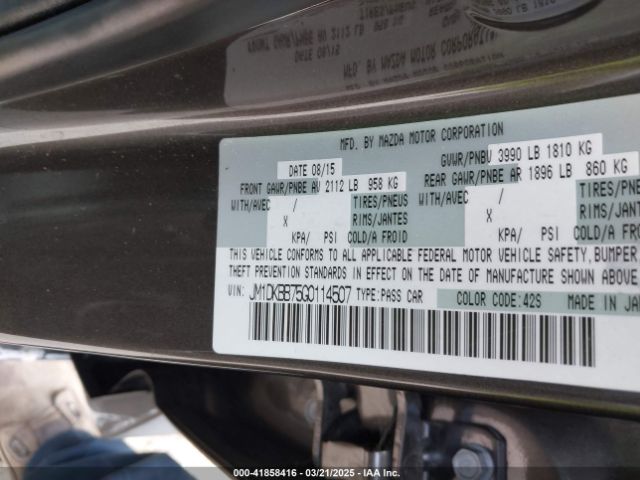 MFD. BY MAZDA MOTOR CORPORATION
DATE 08/15 GVWR/PNBV 3990 LB 1810 KG
FRONT GAWR/PNBE AV 2112 LB 958 KG REAR GAWR/PNBE AR 1896 LB 860 KG
WITH/AVEC / TIRES/PNEUS WITH/AVEC / TIRES/PNEUS
X RIMS/JANTES X RIMS/JANTES
KPA/ PSI COLD/A FROID KPA/ PSI COLD/A FROID
THIS VEHICLE CONFORMS TO ALL APPLICABLE FEDERAL MOTOR VEHICLE SAFETY, BUMPER
THEFT PREVENTION STANDARDS IN EFFECT ON THE DATE OF MANUFACTURE SHOWN ABOVE.
VIN: JM1DKBB75G0114507 TYPE:PASS CAR COLOR CODE:42S MADE IN JA
00-41858416 — 03/21/2025 — IAA Inc.